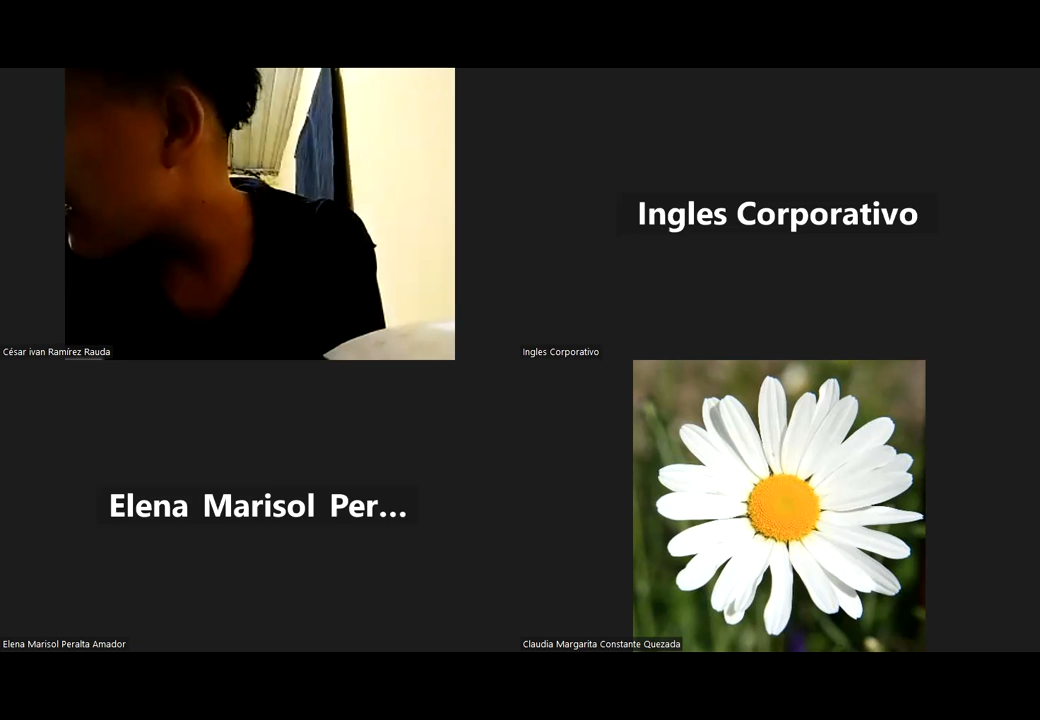 Ingles Corporativo
César ivan Ramírez Rauda
Ingles Corporativo
Elena Marisol Per...
Elena Marisol Peralta Amador
Claudia Margarita Constante Quezada